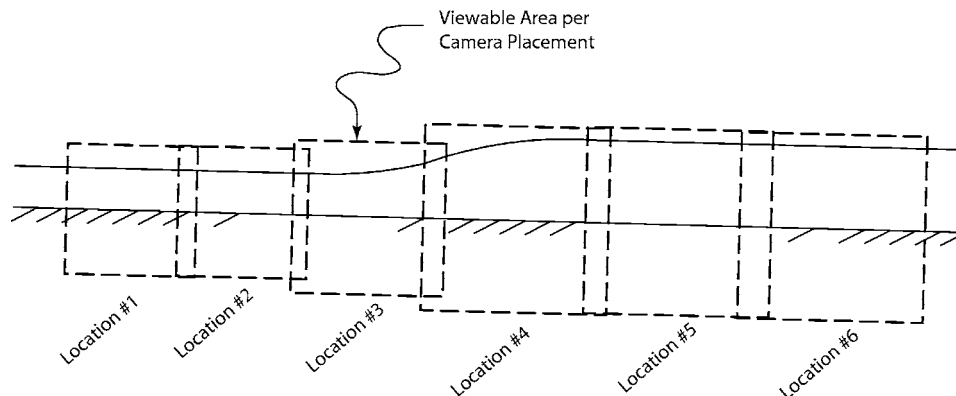 Viewable Area per
Camera Placement
Location #1
Location #2
Location #3
Location #4
Location #5
Location #6